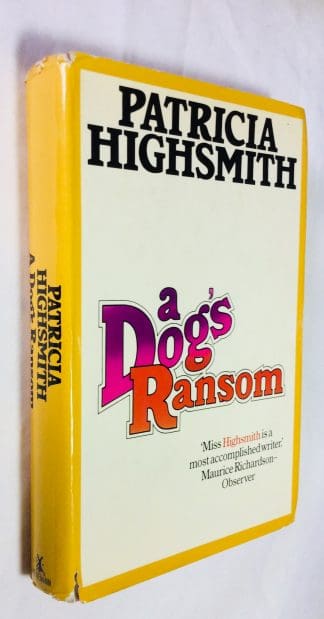 PATRICIA
HIGHSMITH
a
Dog's
Ransom
'Miss Highsmith is a
most accomplished writer.'
Maurice Richardson–
Observer
PATRICIA
HIGHSMITH
A Dog's Ransom